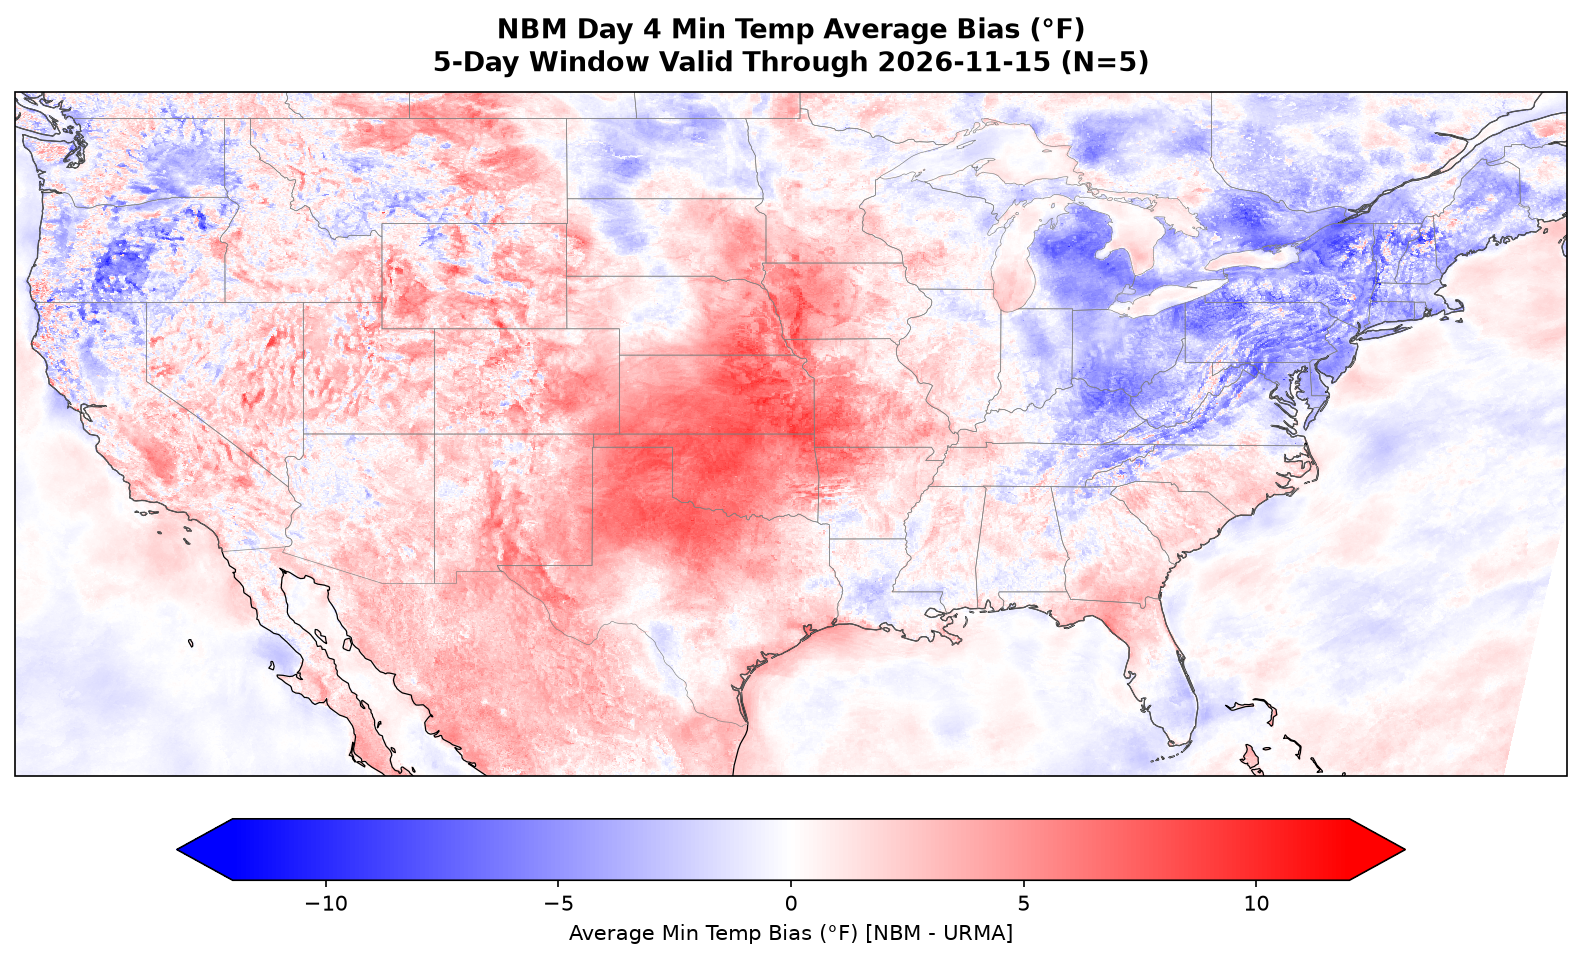 NBM Day 4 Min Temp Average Bias (°F)
5-Day Window Valid Through 2026-11-15 (N=5)
−10 −5 0 5 10
Average Min Temp Bias (°F) [NBM - URMA]